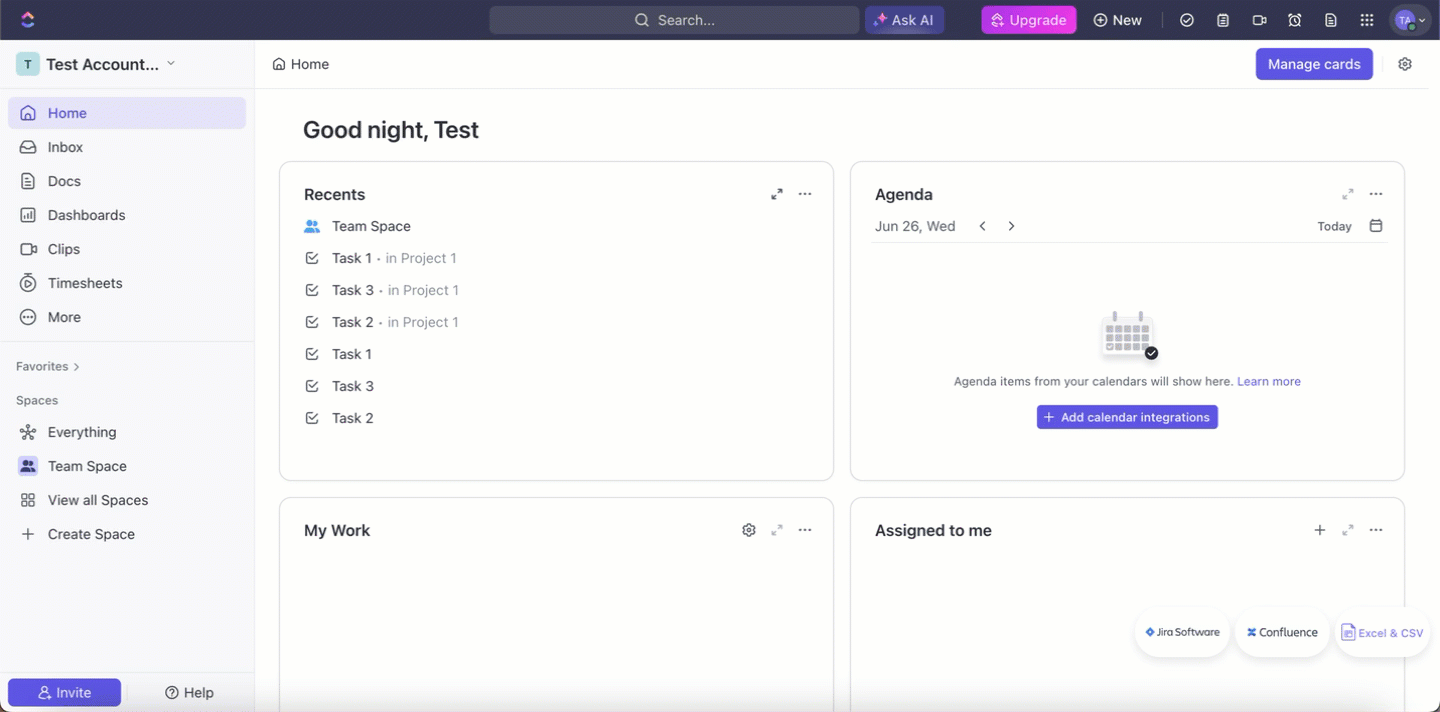 Search...
Ask AI
Upgrade
New
TA
T
Test Account...
Home
Manage cards
Home
Inbox
Docs
Dashboards
Clips
Timesheets
More
Favorites
Spaces
Everything
Team Space
View all Spaces
Create Space
Invite
Help
Good night, Test
Recents
Team Space
Task 1 • in Project 1
Task 3 • in Project 1
Task 2 • in Project 1
Task 1
Task 3
Task 2
Agenda
Jun 26, Wed
Today
Agenda items from your calendars will show here. Learn more
Add calendar integrations
My Work
Assigned to me
Jira Software
Confluence
Excel & CSV